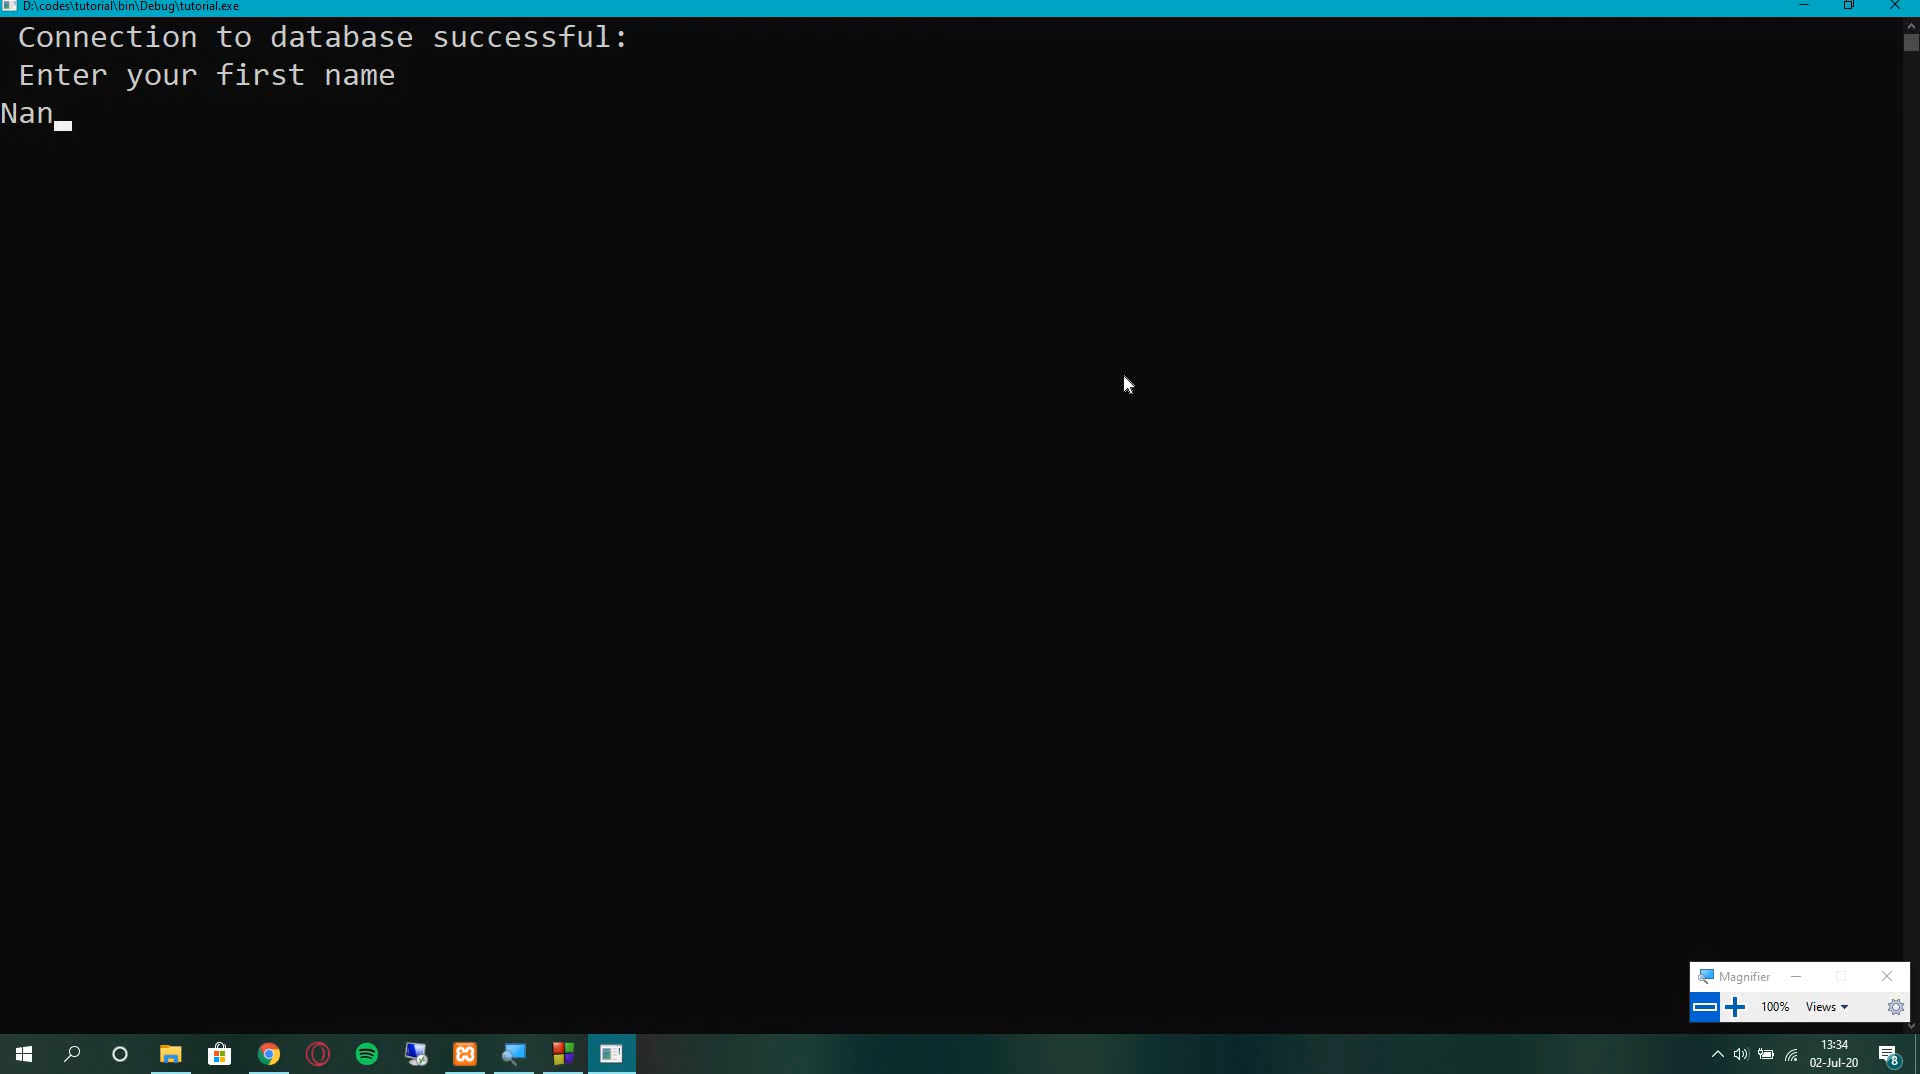 D:\codes\tutorial\bin\Debug\tutorial.exe
Connection to database successful:
Enter your first name
Nan
Magnifier
100% Views
13:34
02-Jul-20
8